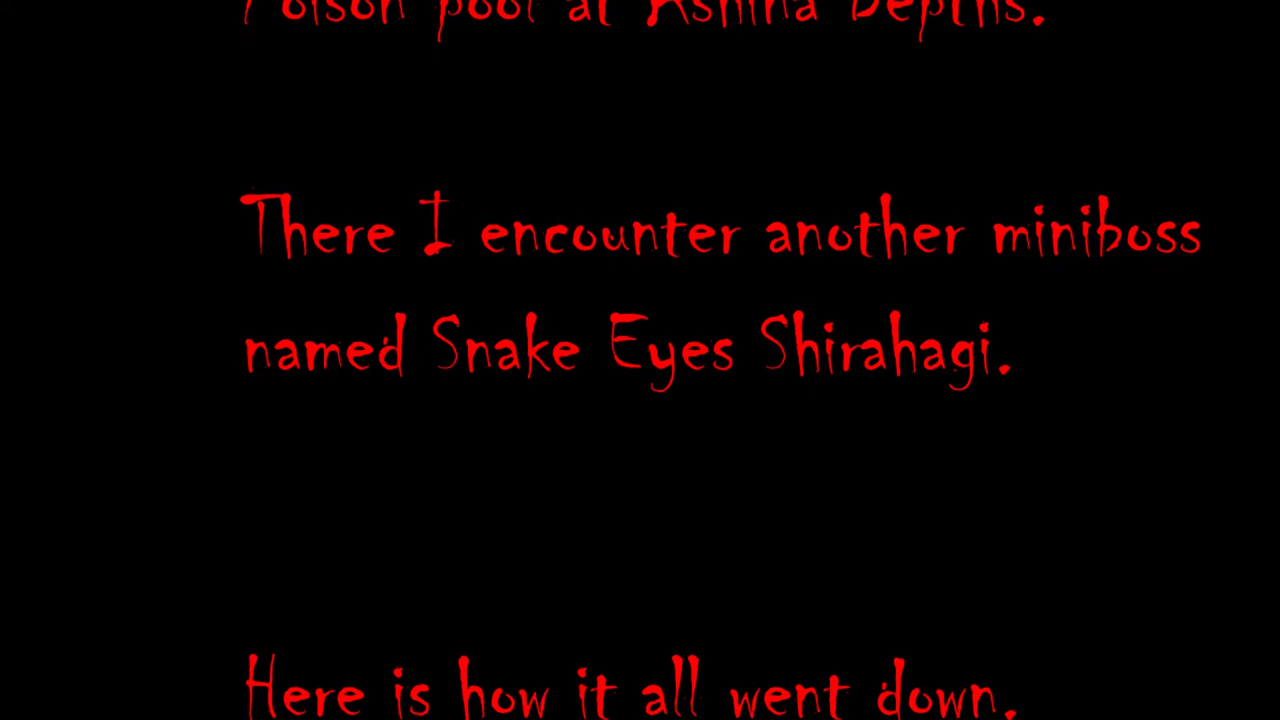 Poison pool at Ashina Depths.
There I encounter another miniboss
named Snake Eyes Shirahagi.
Here is how it all went down.